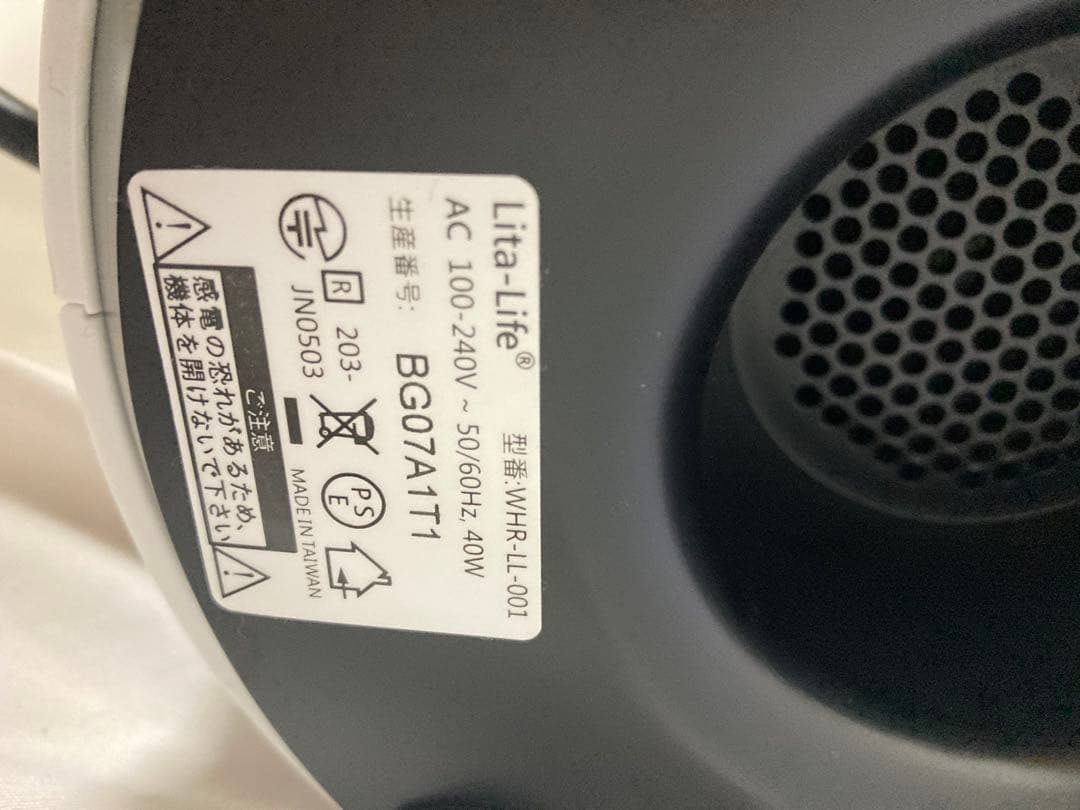 Lita-Life® 型番:WHR-LL-001
AC 100-240V ~ 50/60Hz, 40W
生産番号: BG07A1T1
R 203-
JN0503
PS
E
MADE IN TAIWAN
ご注意
感電の恐れがあるため、
機体を開けないで下さい